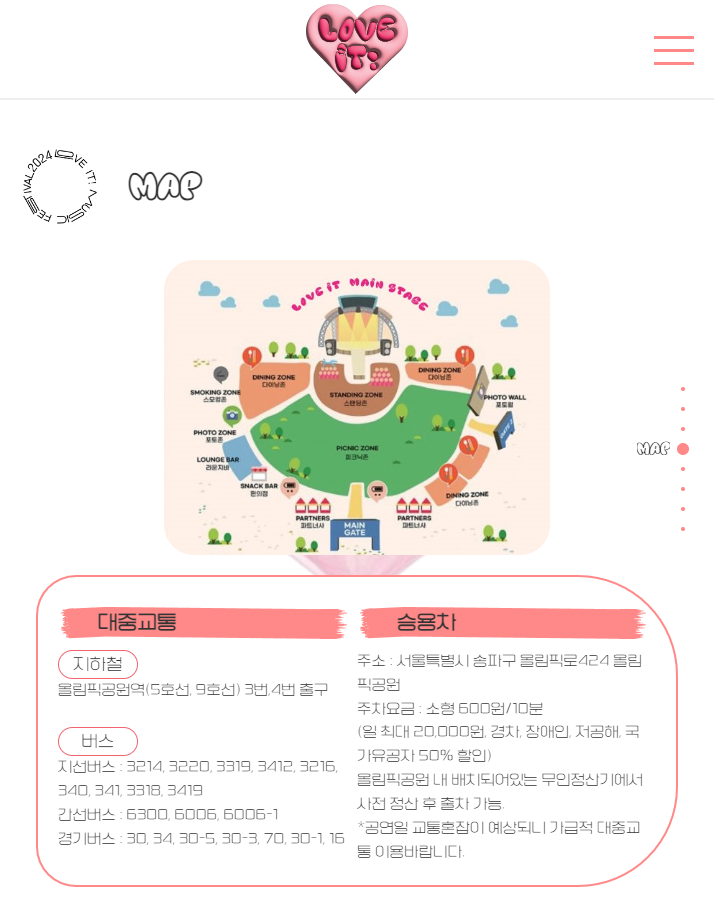 LOVE
IT!
2024 LOVE IT! MUSIC FESTIVAL
MAP
LOVE IT MAIN STAGE
DINING ZONE
다이닝존
DINING ZONE
다이닝존
SMOKING ZONE
스모킹존
STANDING ZONE
스탠딩존
PHOTO WALL
포토월
PHOTO ZONE
포토존
GATE 2
LOUNGE BAR
라운지바
PICNIC ZONE
피크닉존
SNACK BAR
편의점
DINING ZONE
다이닝존
PARTNERS
파트너사
MAIN
GATE
PARTNERS
파트너사
MAP
대중교통
지하철
올림픽공원역(5호선, 9호선) 3번,4번 출구
버스
지선버스 : 3214, 3220, 3319, 3412, 3216,
340, 341, 3318, 3419
간선버스 : 6300, 6006, 6006-1
경기버스 : 30, 34, 30-5, 30-3, 70, 30-1, 16
승용차
주소 : 서울특별시 송파구 올림픽로424 올림
픽공원
주차요금 : 소형 600원/10분
(일 최대 20,000원, 경차, 장애인, 저공해, 국
가유공자 50% 할인)
올림픽공원 내 배치되어있는 무인정산기에서
사전 정산 후 출차 가능.
*공연일 교통혼잡이 예상되니 가급적 대중교
통 이용바랍니다.